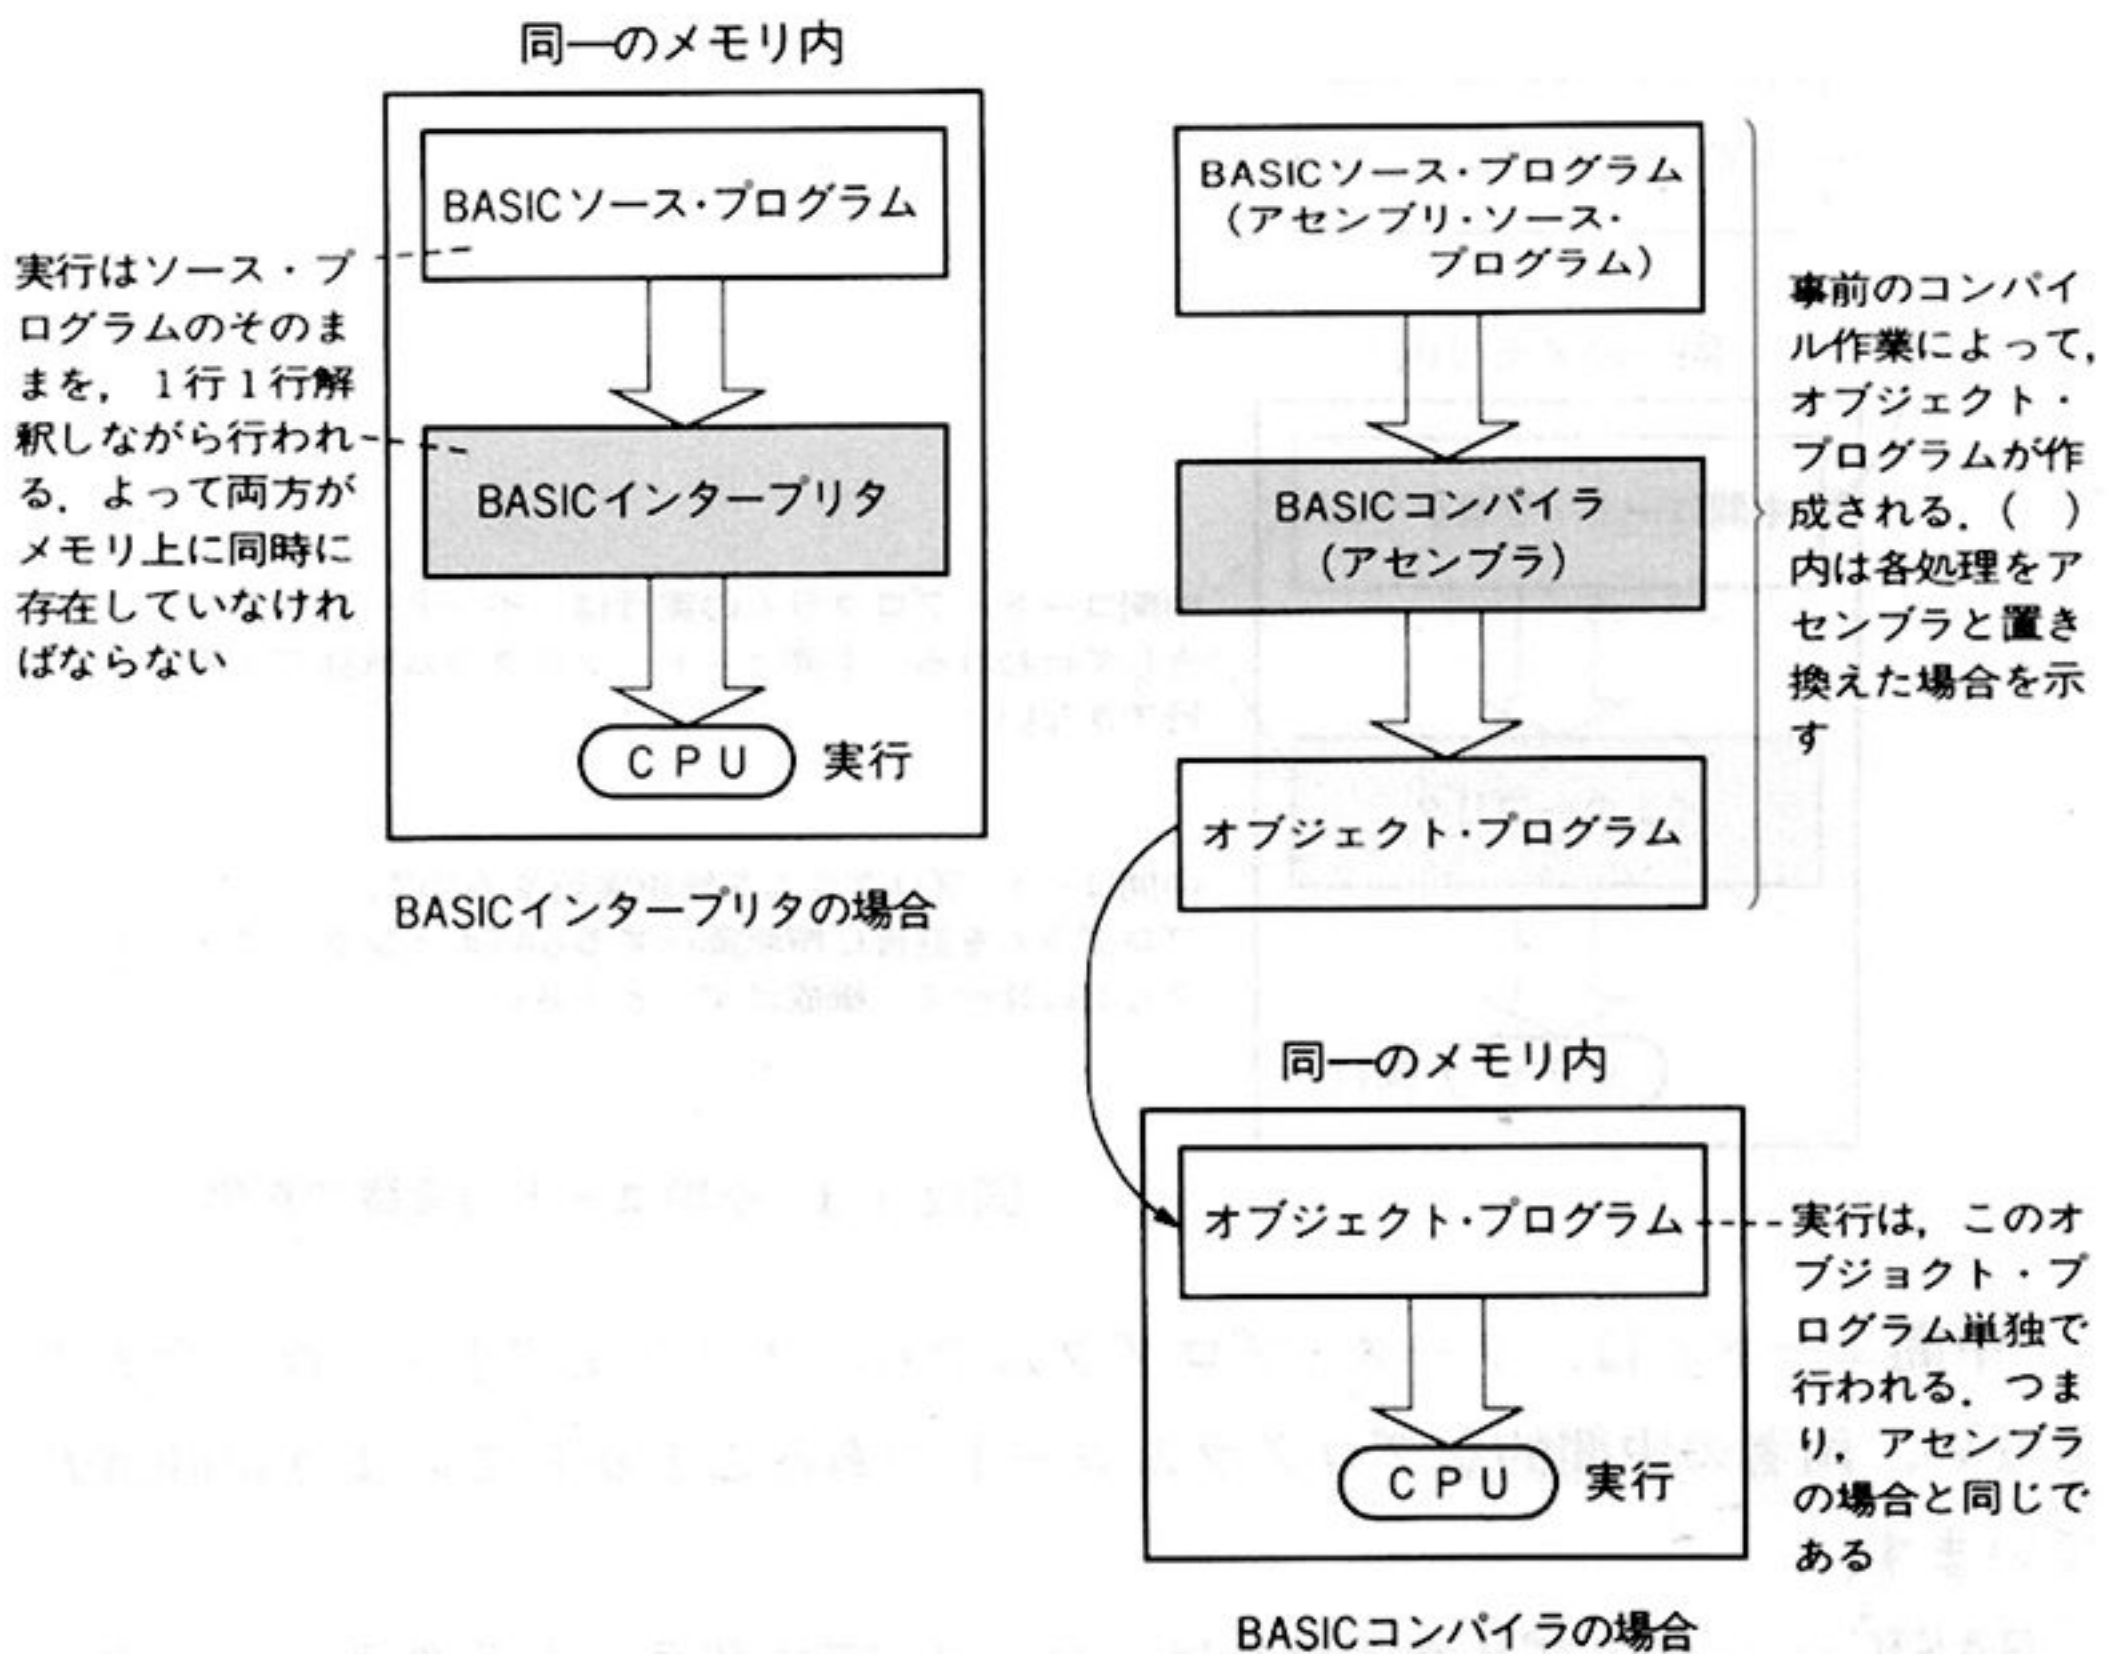 同一のメモリ内
BASICソース・プログラム
実行はソース・プ
ログラムのそのま
まを，1行1行解
釈しながら行われ
る．よって両方が
メモリ上に同時に
存在していなけれ
ばならない
BASICインタープリタ
CPU
実行
BASICインタープリタの場合
BASICソース・プログラム
(アセンブリ・ソース・
プログラム)
BASICコンパイラ
(アセンブラ)
オブジェクト・プログラム
事前のコンパイ
ル作業によって，
オブジェクト・
プログラムが作
成される．(　)
内は各処理をア
センブラと置き
換えた場合を示
す
同一のメモリ内
オブジェクト・プログラム
CPU
実行
実行は，このオ
ブジョクト・プ
ログラム単独で
行われる．つま
り，アセンブラ
の場合と同じで
ある
BASICコンパイラの場合